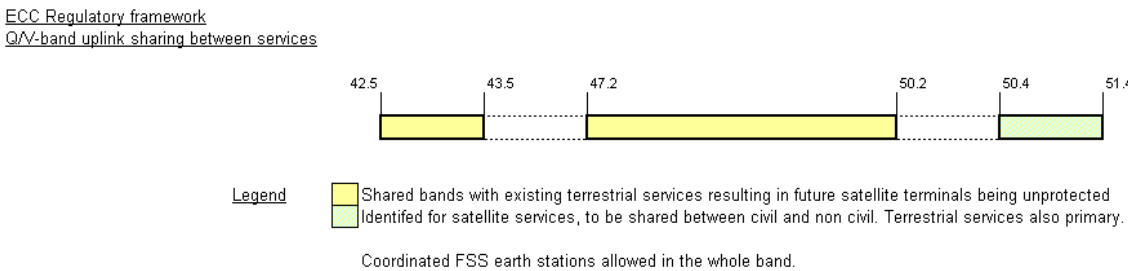 ECC Regulatory framework
Q/V-band uplink sharing between services
42.5 43.5 47.2 50.2 50.4 51.4
Legend
Shared bands with existing terrestrial services resulting in future satellite terminals being unprotected
Identifed for satellite services, to be shared between civil and non civil. Terrestrial services also primary.
Coordinated FSS earth stations allowed in the whole band.